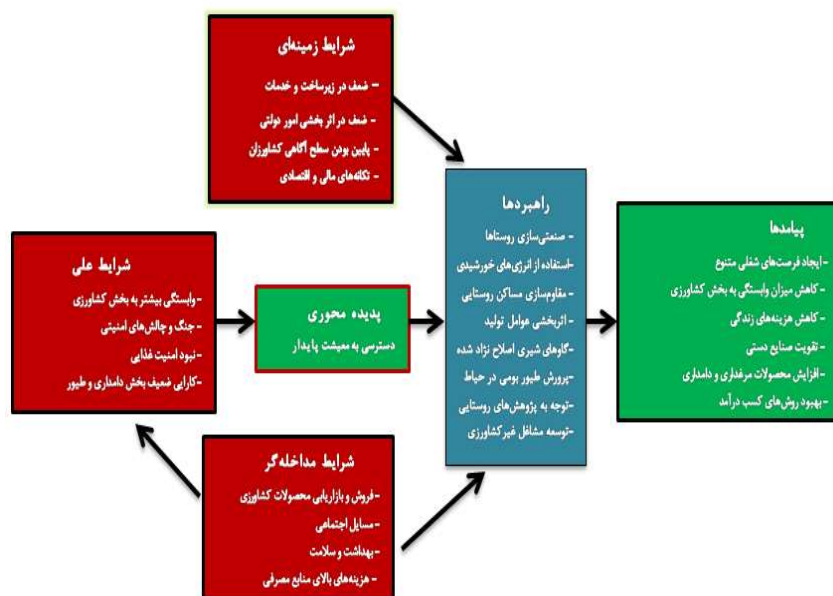 شرایط زمینه‌ای
- ضعف در زیرساخت و خدمات
- ضعف در اثر بخشی امور دولتی
- پایین بودن سطح آگاهی کشاورزان
- تکانه‌های مالی و اقتصادی
شرایط علی
-وابستگی بیشتر به بخش کشاورزی
-جنگ و چالش‌های امنیتی
-نبود امنیت غذایی
-کارایی ضعیف بخش دامداری و طیور
پدیده محوری
دسترسی به معیشت پایدار
شرایط مداخله‌گر
-فروش و بازاریابی محصولات کشاورزی
-مسایل اجتماعی
-بهداشت و سلامت
-هزینه‌های بالای منابع مصرفی
راهبردها
- صنعتی‌سازی روستاها
-استفاده از انرژی‌های خورشیدی
-مقاوم‌سازی مساکن روستایی
-اثربخشی عوامل تولید
-گاوهای شیری اصلاح نژاد شده
-پرورش طیور بومی در حیاط
-توجه به پژوهش‌های روستایی
-توسعه مشاغل غیرکشاورزی
پیامدها
-ایجاد فرصت‌های شغلی متنوع
-کاهش میزان وابستگی به بخش کشاورزی
-کاهش هزینه‌های زندگی
-تقویت صنایع دستی
-افزایش محصولات مرغداری و دامداری
-بهبود روش‌های کسب درآمد